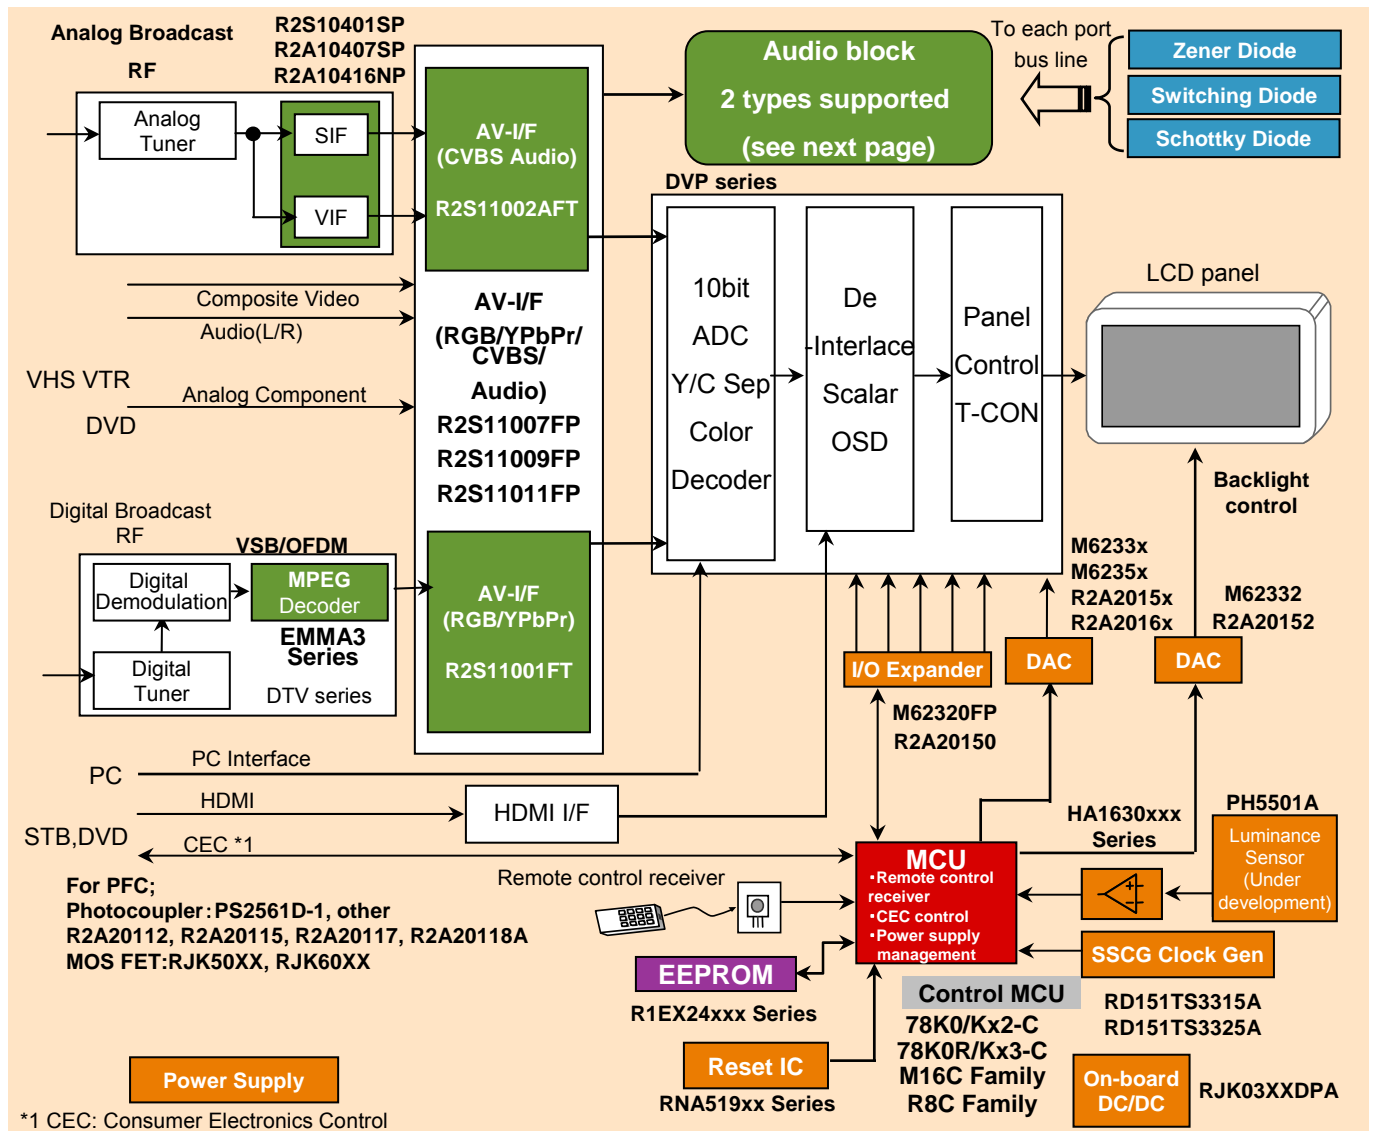 Analog Broadcast
RF
R2S10401SP
R2A10407SP
R2A10416NP
Analog
Tuner
SIF
VIF
AV-I/F
(CVBS Audio)
R2S11002AFT
Audio block
2 types supported
(see next page)
To each port
bus line
Zener Diode
Switching Diode
Schottky Diode
DVP series
Composite Video
Audio(L/R)
VHS VTR
DVD
Analog Component
AV-I/F
(RGB/YPbPr/
CVBS/
Audio)
R2S11007FP
R2S11009FP
R2S11011FP
10bit
ADC
Y/C Sep
Color
Decoder
De
-Interlace
Scalar
OSD
Panel
Control
T-CON
LCD panel
Backlight
control
Digital Broadcast
RF
VSB/OFDM
Digital
Demodulation
MPEG
Decoder
EMMA3
Series
Digital
Tuner
DTV series
AV-I/F
(RGB/YPbPr)
R2S11001FT
M6233x
M6235x
R2A2015x
R2A2016x
M62332
R2A20152
I/O Expander
DAC
DAC
M62320FP
R2A20150
PC
PC Interface
HDMI
HDMI I/F
STB,DVD
CEC *1
HA1630xxx
Series
PH5501A
Luminance
Sensor
(Under
development)
MCU
・Remote control
receiver
・CEC control
・Power supply
management
Remote control receiver
For PFC;
Photocoupler：PS2561D-1, other
R2A20112, R2A20115, R2A20117, R2A20118A
MOS FET:RJK50XX, RJK60XX
EEPROM
R1EX24xxx Series
SSCG Clock Gen
RD151TS3315A
RD151TS3325A
Control MCU
78K0/Kx2-C
78K0R/Kx3-C
M16C Family
R8C Family
Reset IC
RNA519xx Series
On-board
DC/DC
RJK03XXDPA
Power Supply
*1 CEC: Consumer Electronics Control